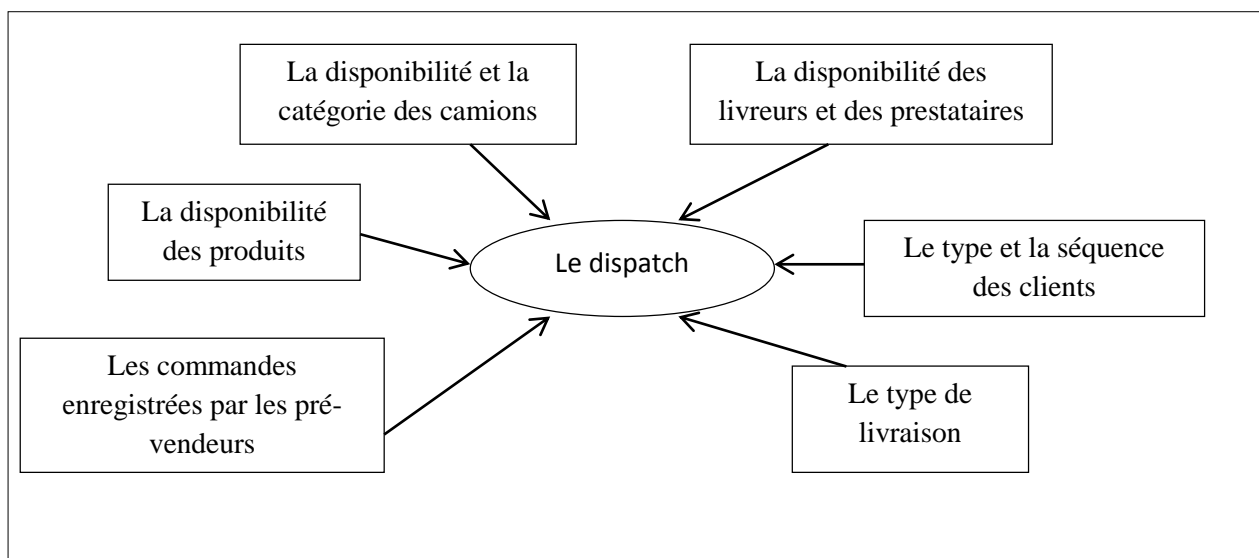 La disponibilité et la
catégorie des camions
La disponibilité des
livreurs et des prestataires
La disponibilité
des produits
Le dispatch
Le type et la séquence
des clients
Les commandes
enregistrées par les pré-
vendeurs
Le type de
livraison